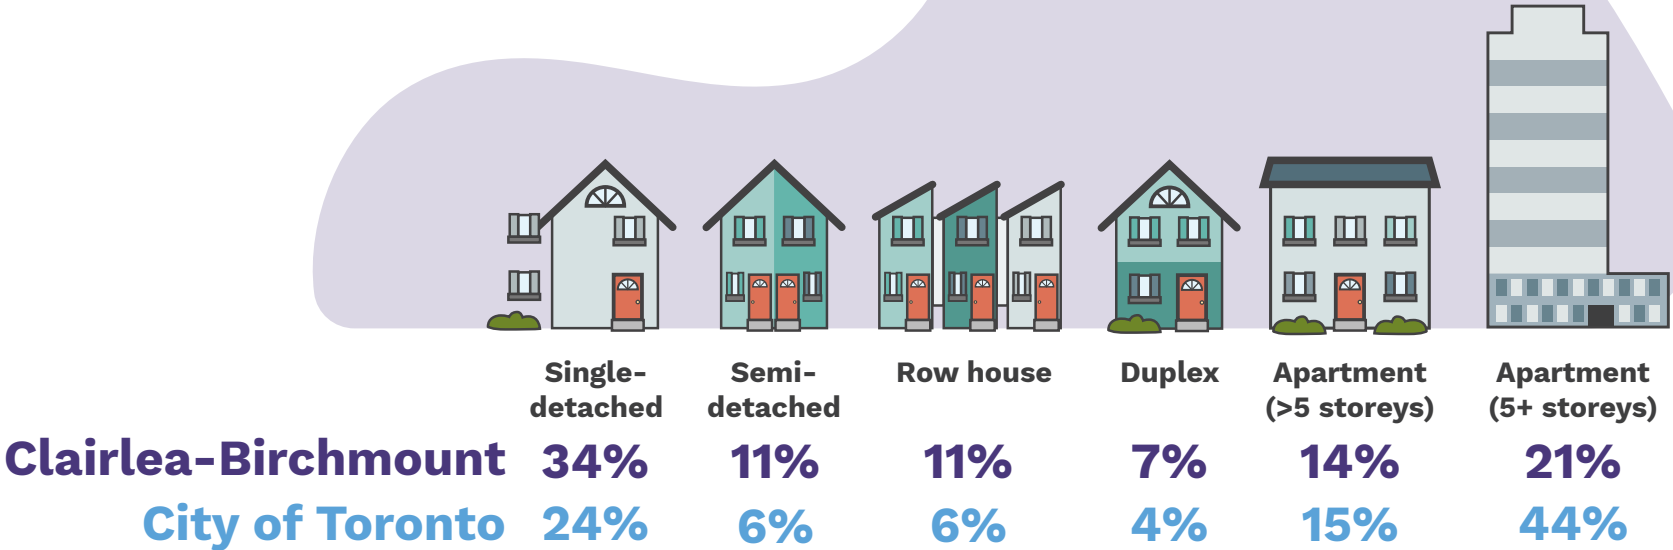 Single-
detached
Semi-
detached
Row house
Duplex
Apartment
(>5 storeys)
Apartment
(5+ storeys)
Clairlea-Birchmount 34% 11% 11% 7% 14% 21%
City of Toronto 24% 6% 6% 4% 15% 44%